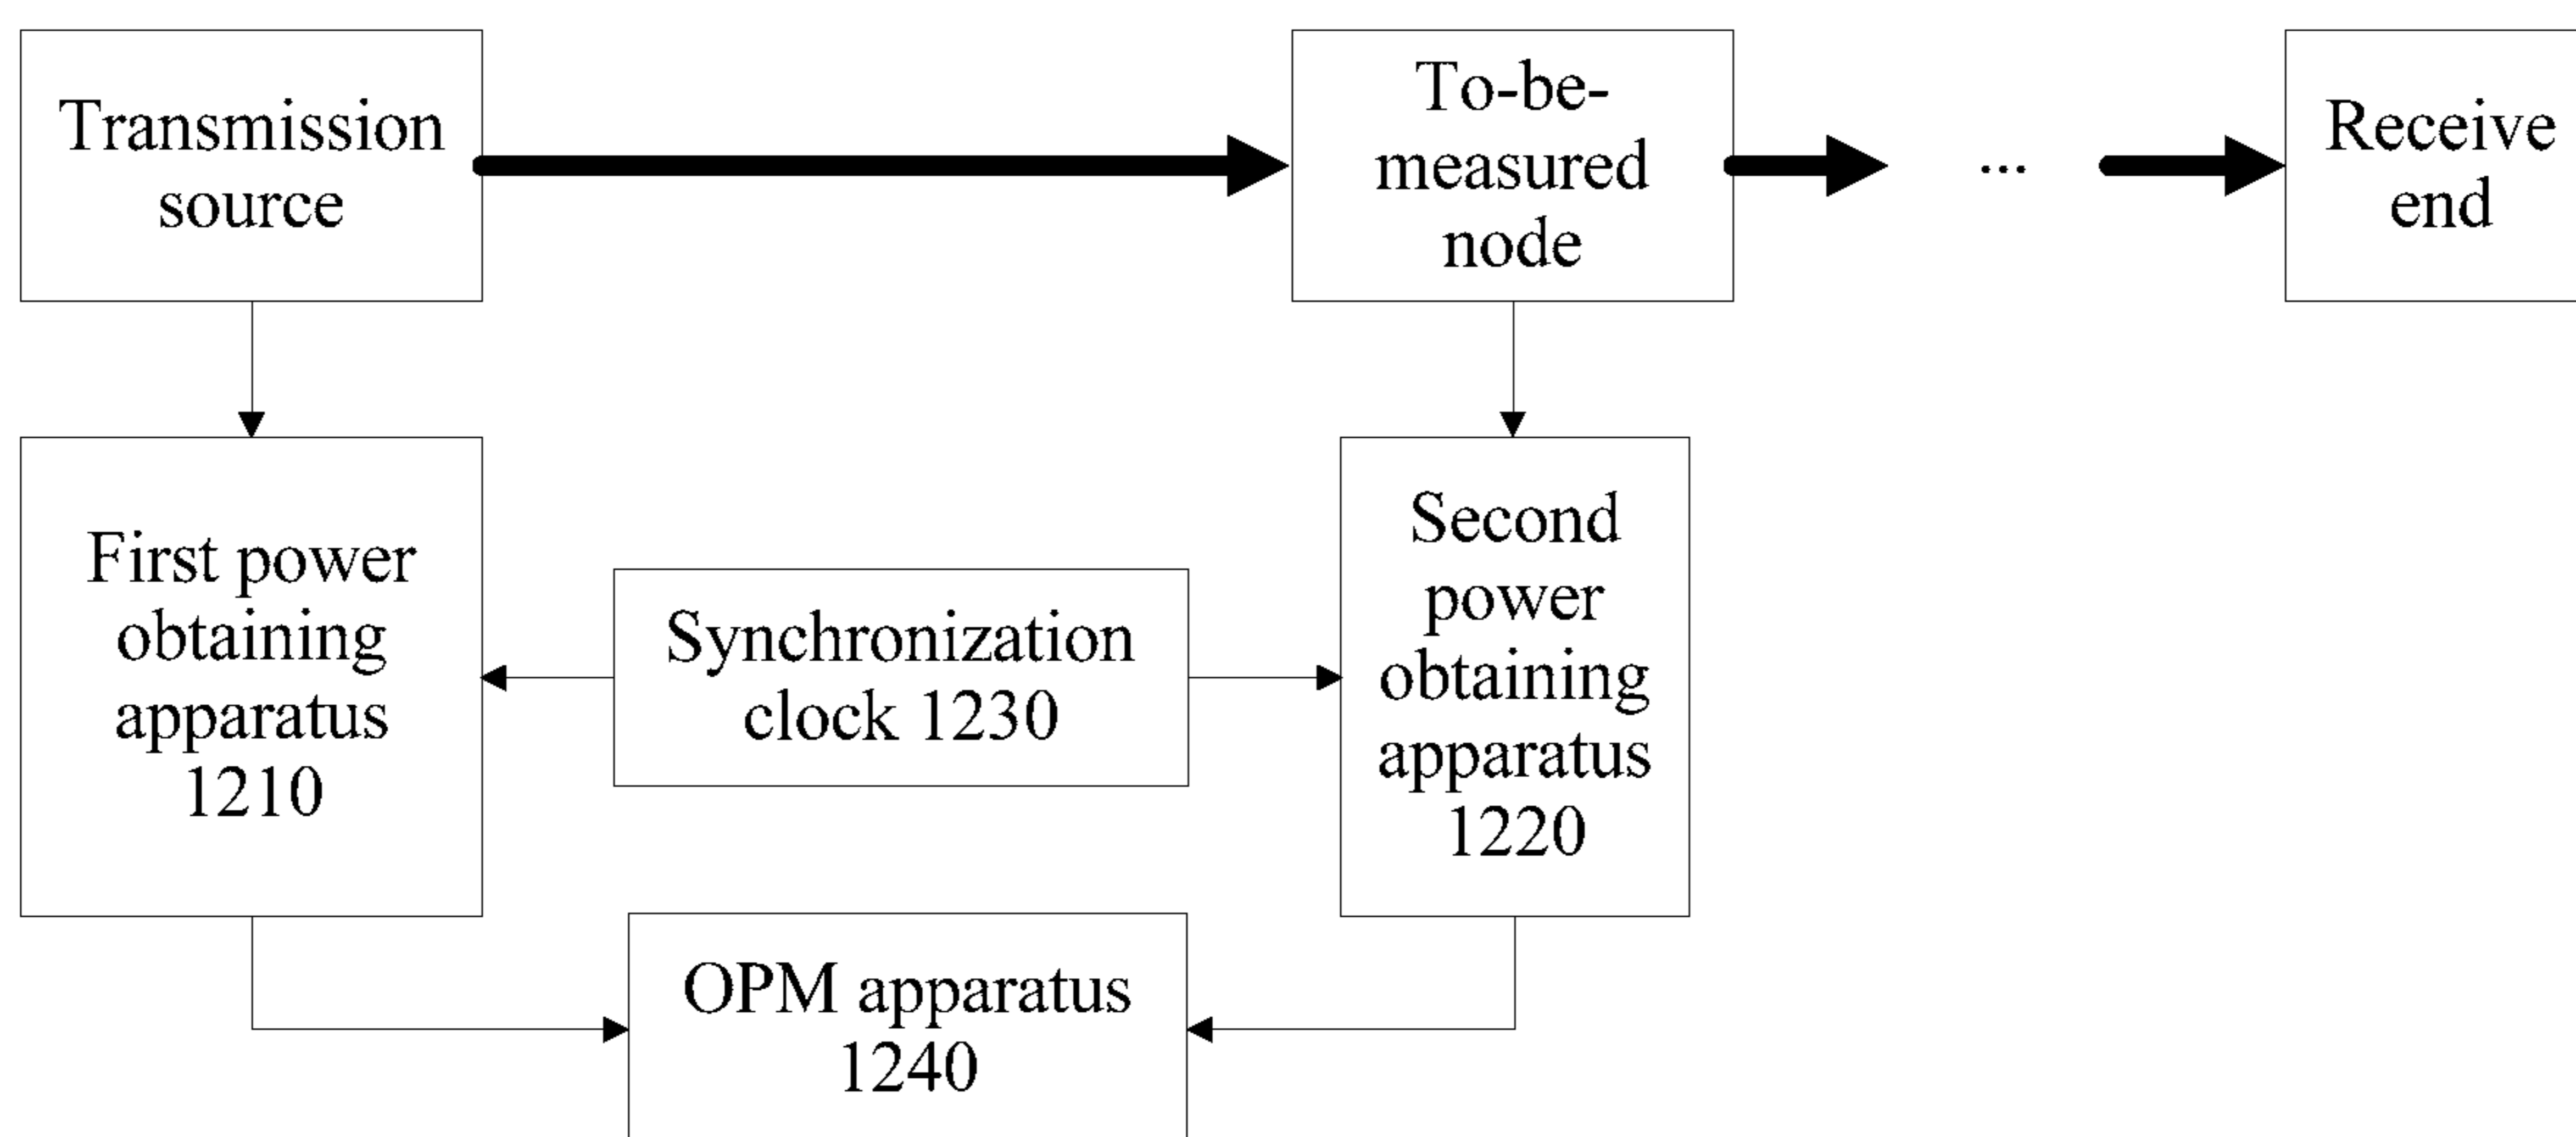 Transmission
source
To-be-
measured
node
...
Receive
end
First power
obtaining
apparatus
1210
Synchronization
clock 1230
Second
power
obtaining
apparatus
1220
OPM apparatus
1240